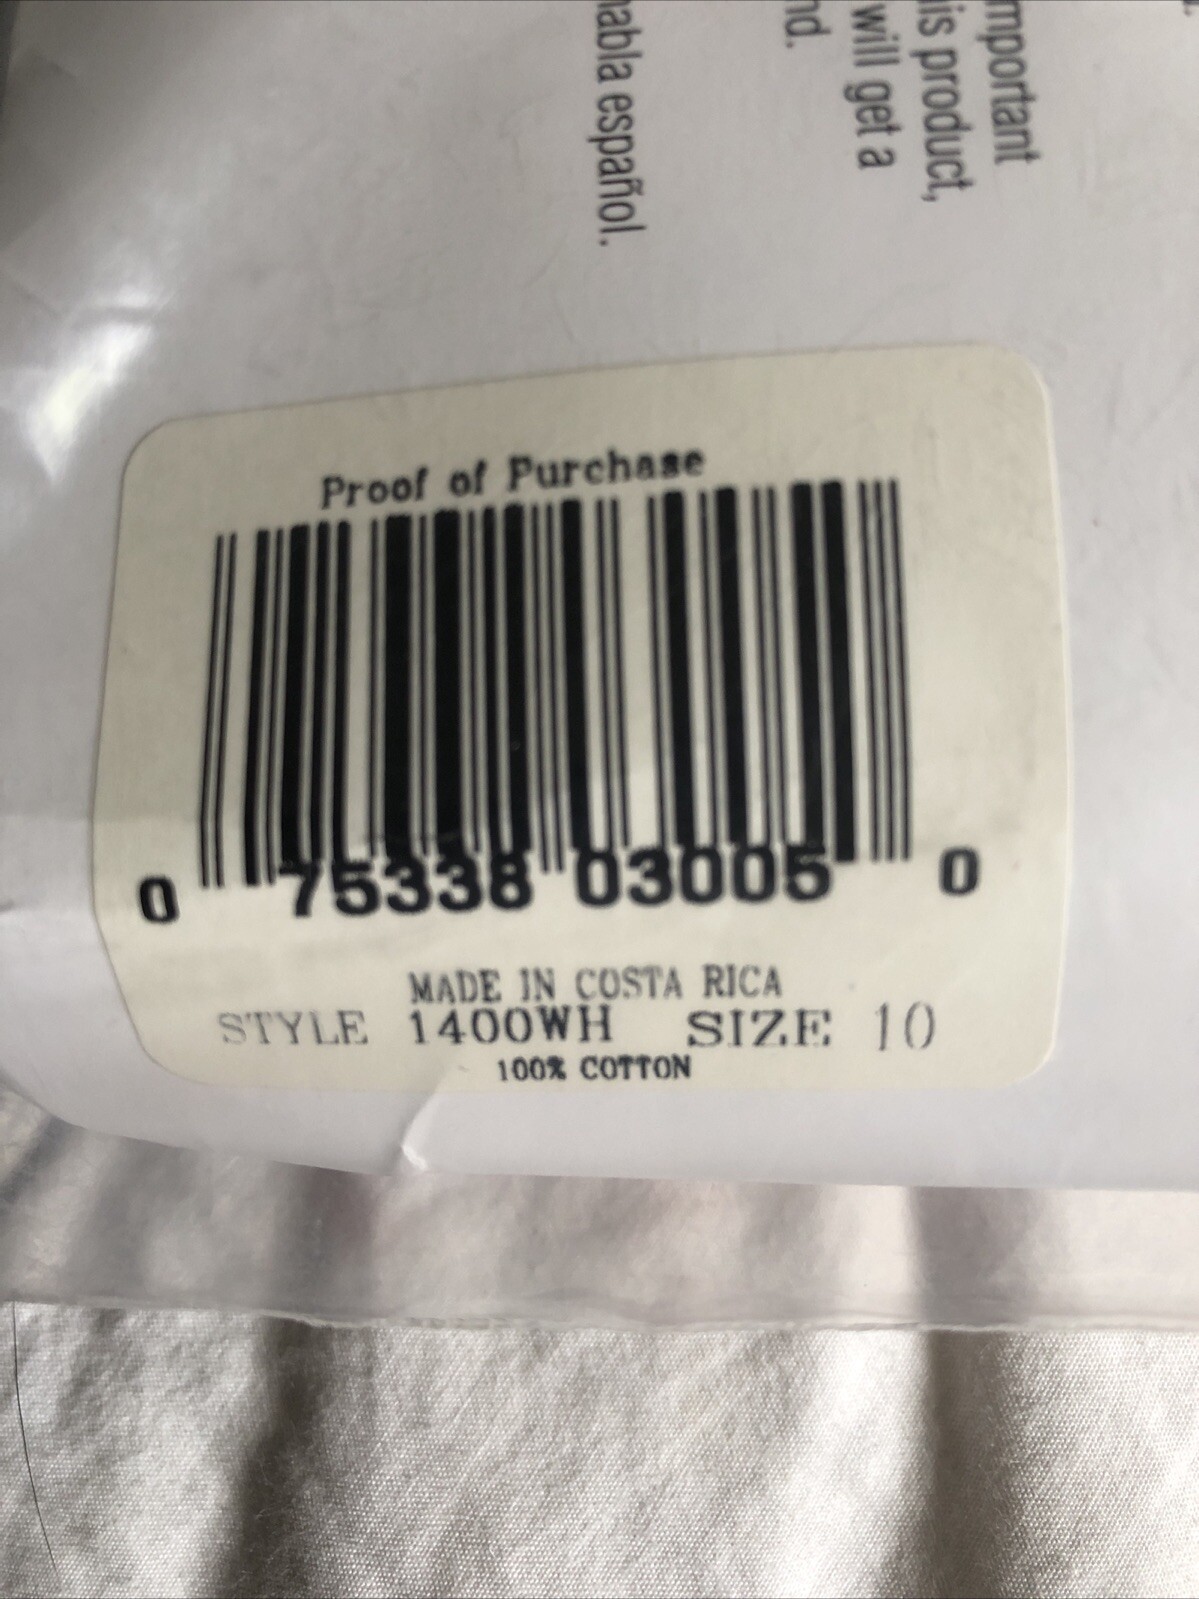 mportant
is product,
will get a
nd.
habla español.
Proof of Purchase
0 75338 03005 0
MADE IN COSTA RICA
STYLE 1400WH SIZE 10
100% COTTON